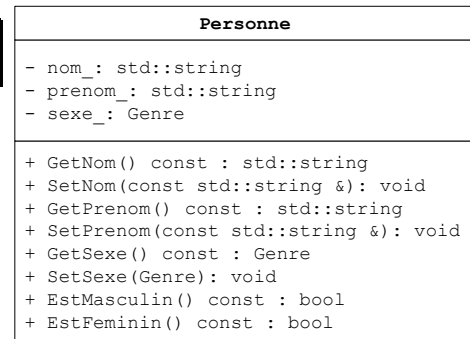 Personne
- nom_: std::string
- prenom_: std::string
- sexe_: Genre
+ GetNom() const : std::string
+ SetNom(const std::string &): void
+ GetPrenom() const : std::string
+ SetPrenom(const std::string &): void
+ GetSexe() const : Genre
+ SetSexe(Genre): void
+ EstMasculin() const : bool
+ EstFeminin() const : bool